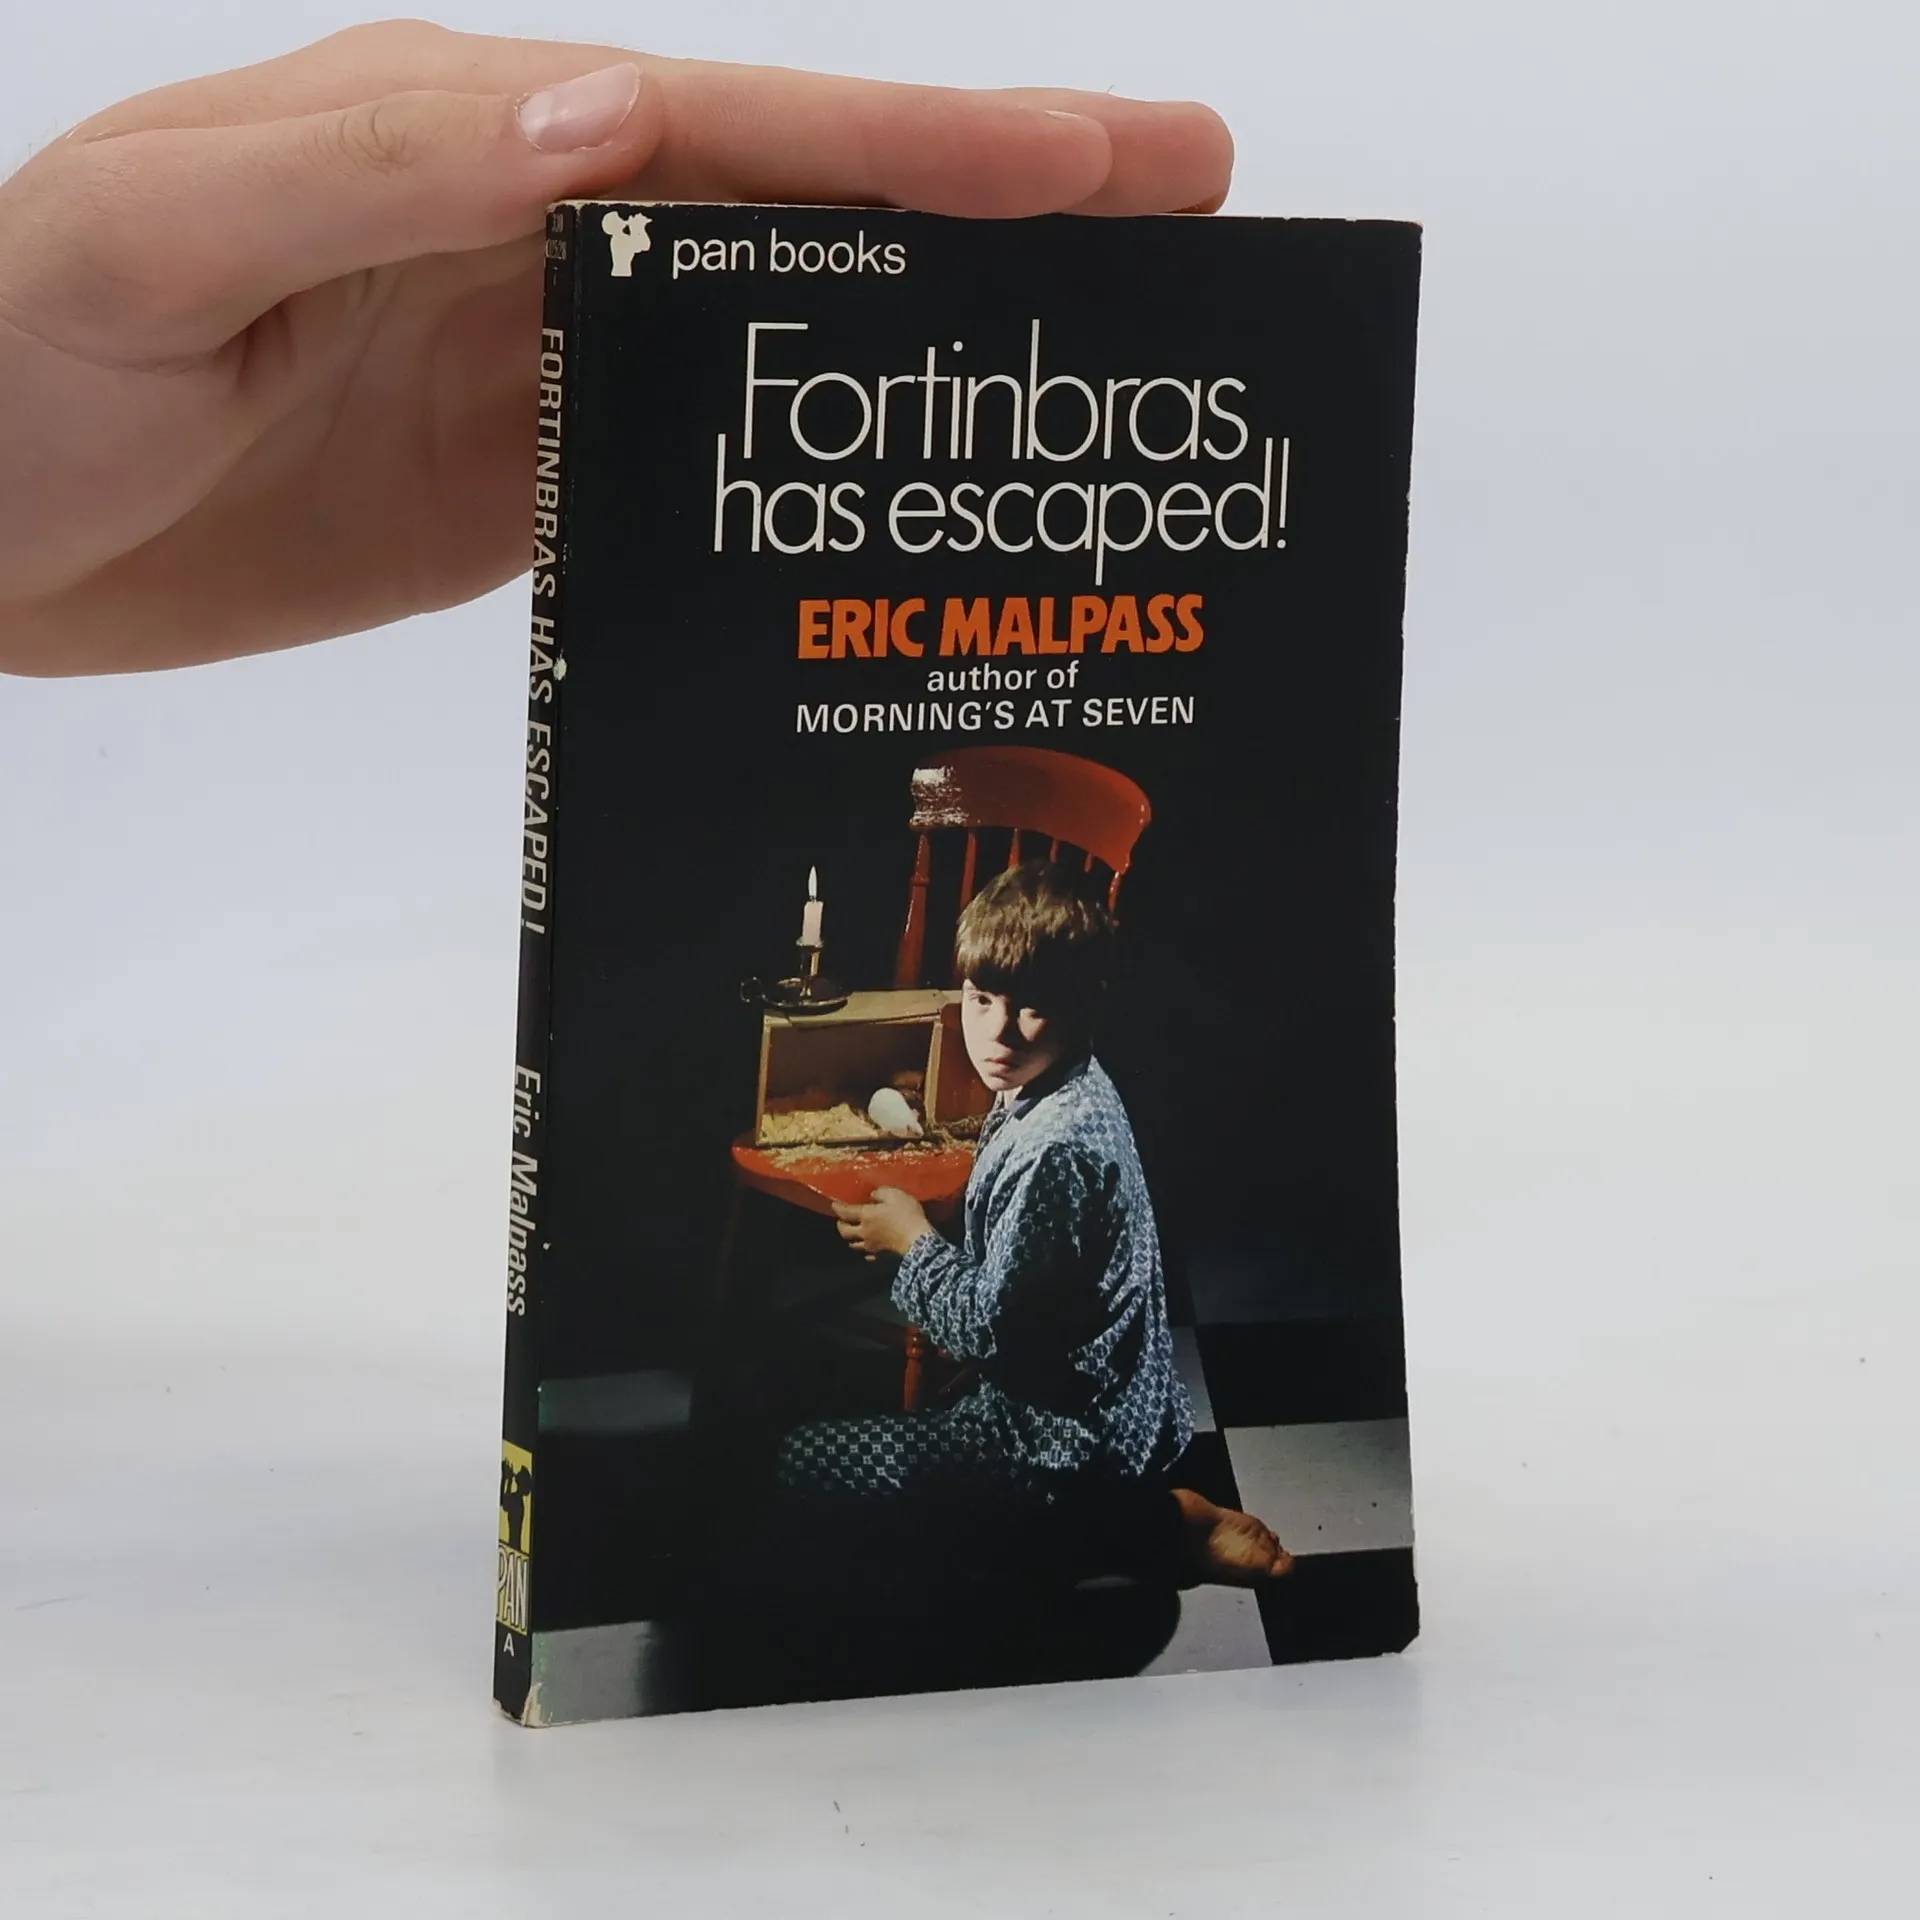 pan books
Fortinbras
has escaped!
ERIC MALPASS
author of
MORNING'S AT SEVEN
FORTINBRAS HAS ESCAPED! Eric Malpass
PAN
A